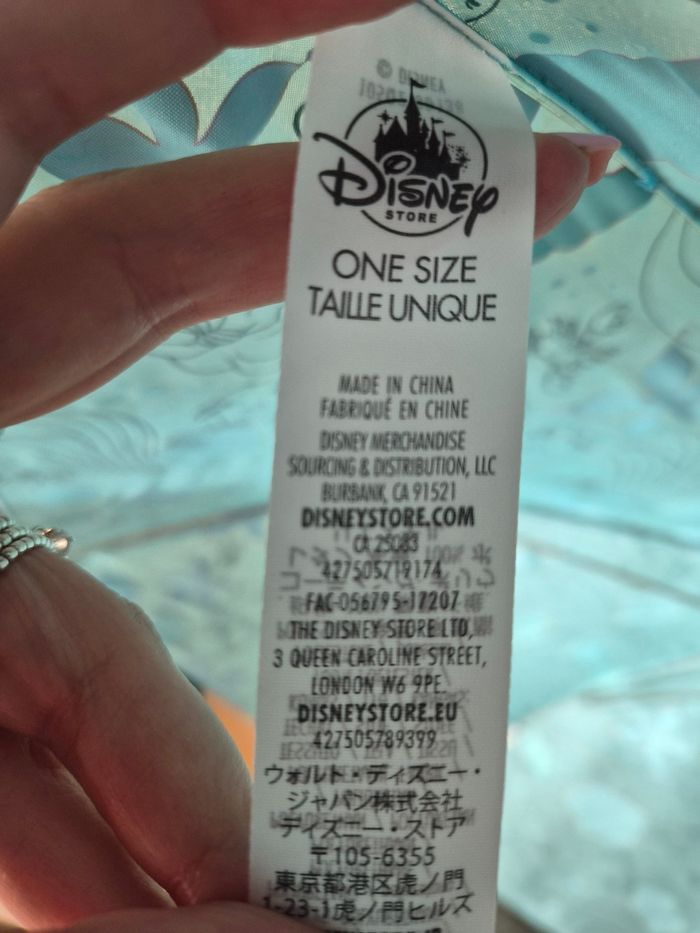 © DISNEY
Disney
STORE
ONE SIZE
TAILLE UNIQUE
MADE IN CHINA
FABRIQUÉ EN CHINE
DISNEY MERCHANDISE
SOURCING & DISTRIBUTION, LLC
BURBANK, CA 91521
DISNEYSTORE.COM
CA 25083
427505719174
FAC-056795-17207
THE DISNEY STORE LTD,
3 QUEEN CAROLINE STREET,
LONDON W6 9PE.
DISNEYSTORE.EU
427505789399
ウォルト・ディズニー・
ジャパン株式会社
ディズニー・ストア
〒105-6355
東京都港区虎ノ門
1-23-1虎ノ門ヒルズ